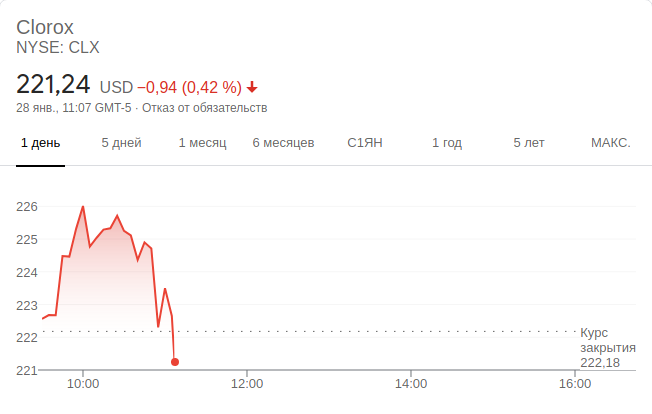 Clorox
NYSE: CLX
221,24 USD −0,94 (0,42 %)
28 янв., 11:07 GMT-5 · Отказ от обязательств
1 день 5 дней 1 месяц 6 месяцев С1ЯН 1 год 5 лет МАКС.
226
225
224
223
222
221
Курс
закрытия
222,18
10:00 12:00 14:00 16:00